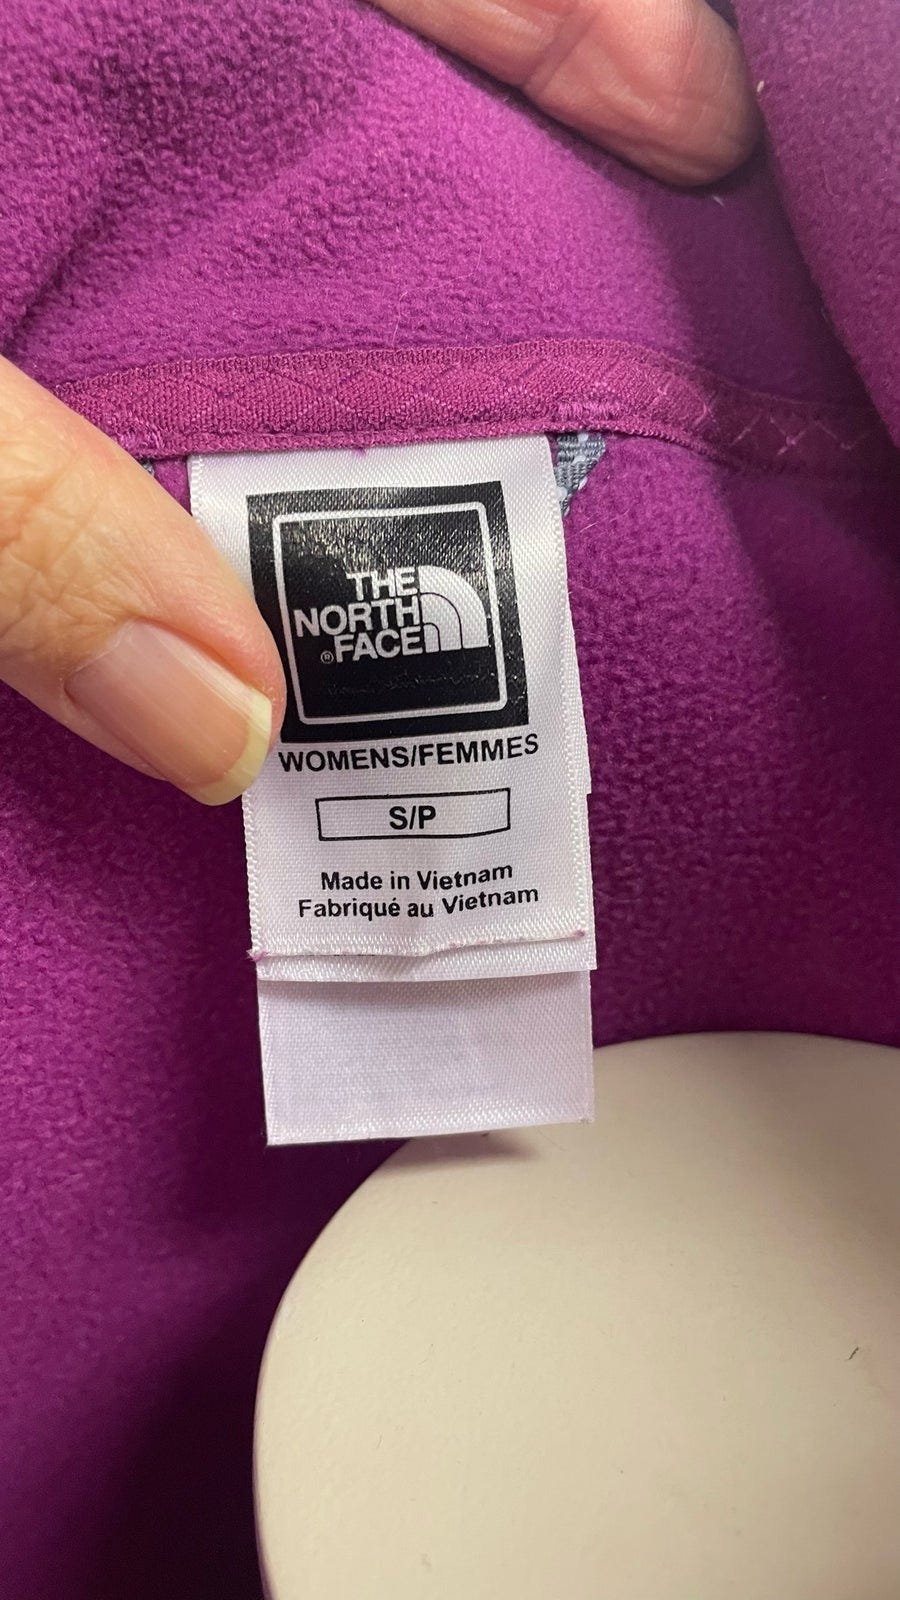 THE
NORTH
® FACE
WOMENS/FEMMES
S/P
Made in Vietnam
Fabriqué au Vietnam